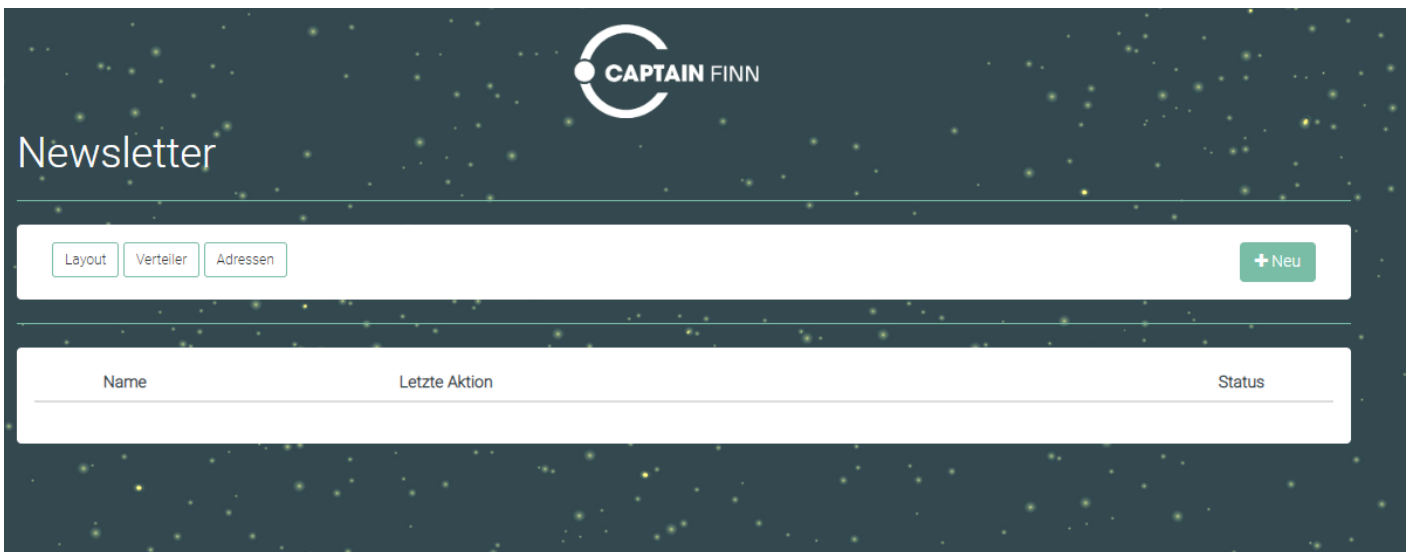 CAPTAIN FINN
Newsletter
Layout Verteiler Adressen + Neu
Name Letzte Aktion Status